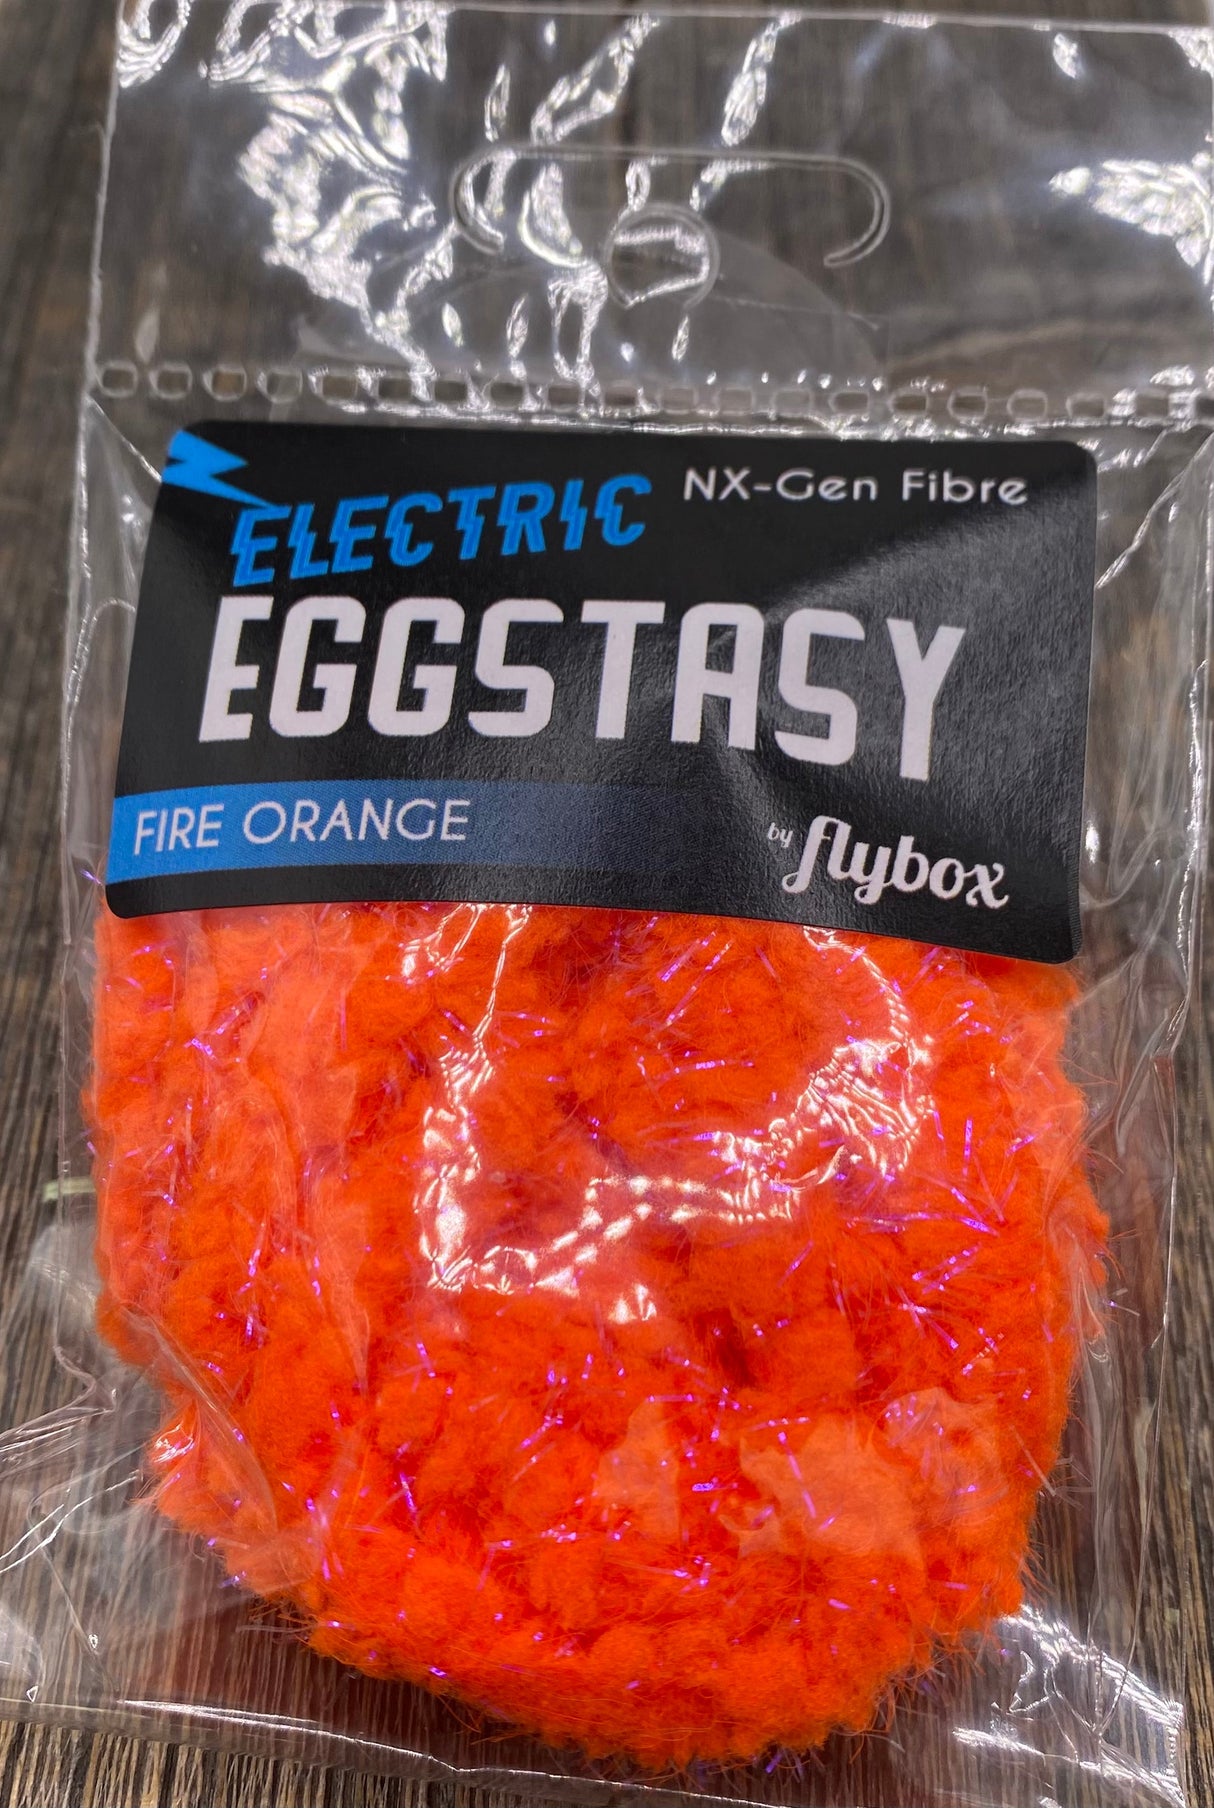 ELECTRIC NX-Gen Fibre
EGGSTASY
FIRE ORANGE
by flybox